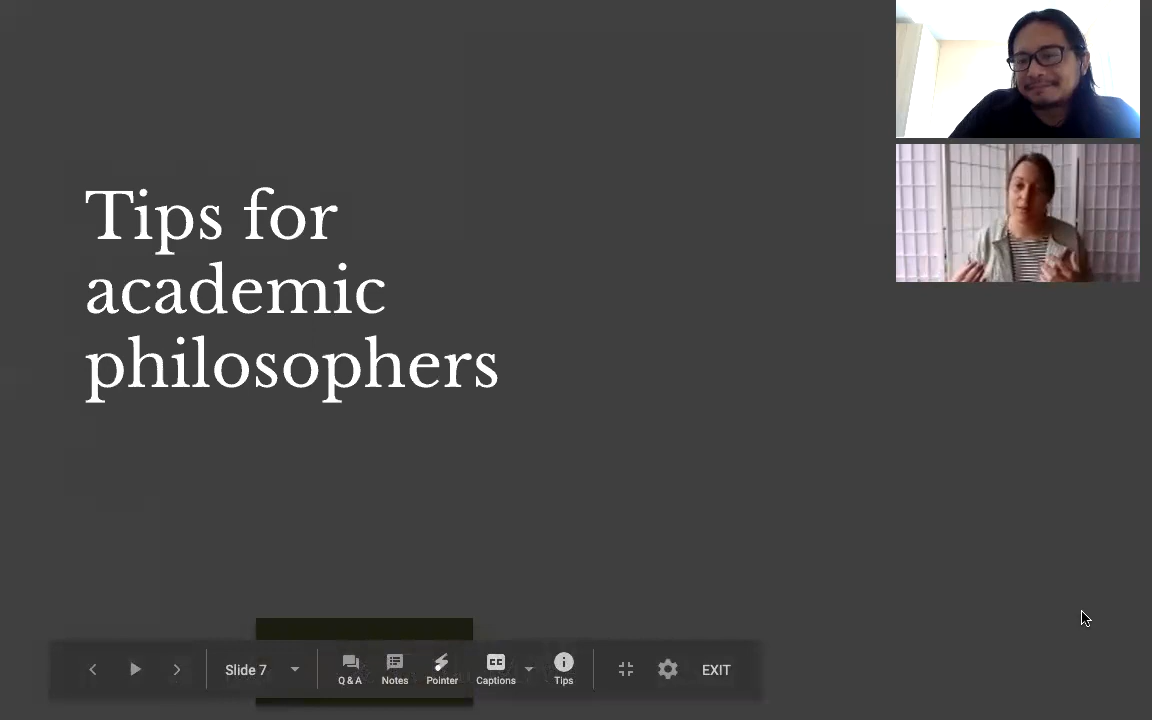 Tips for
academic
philosophers
Slide 7
Q & A
Notes
Pointer
Captions
Tips
EXIT